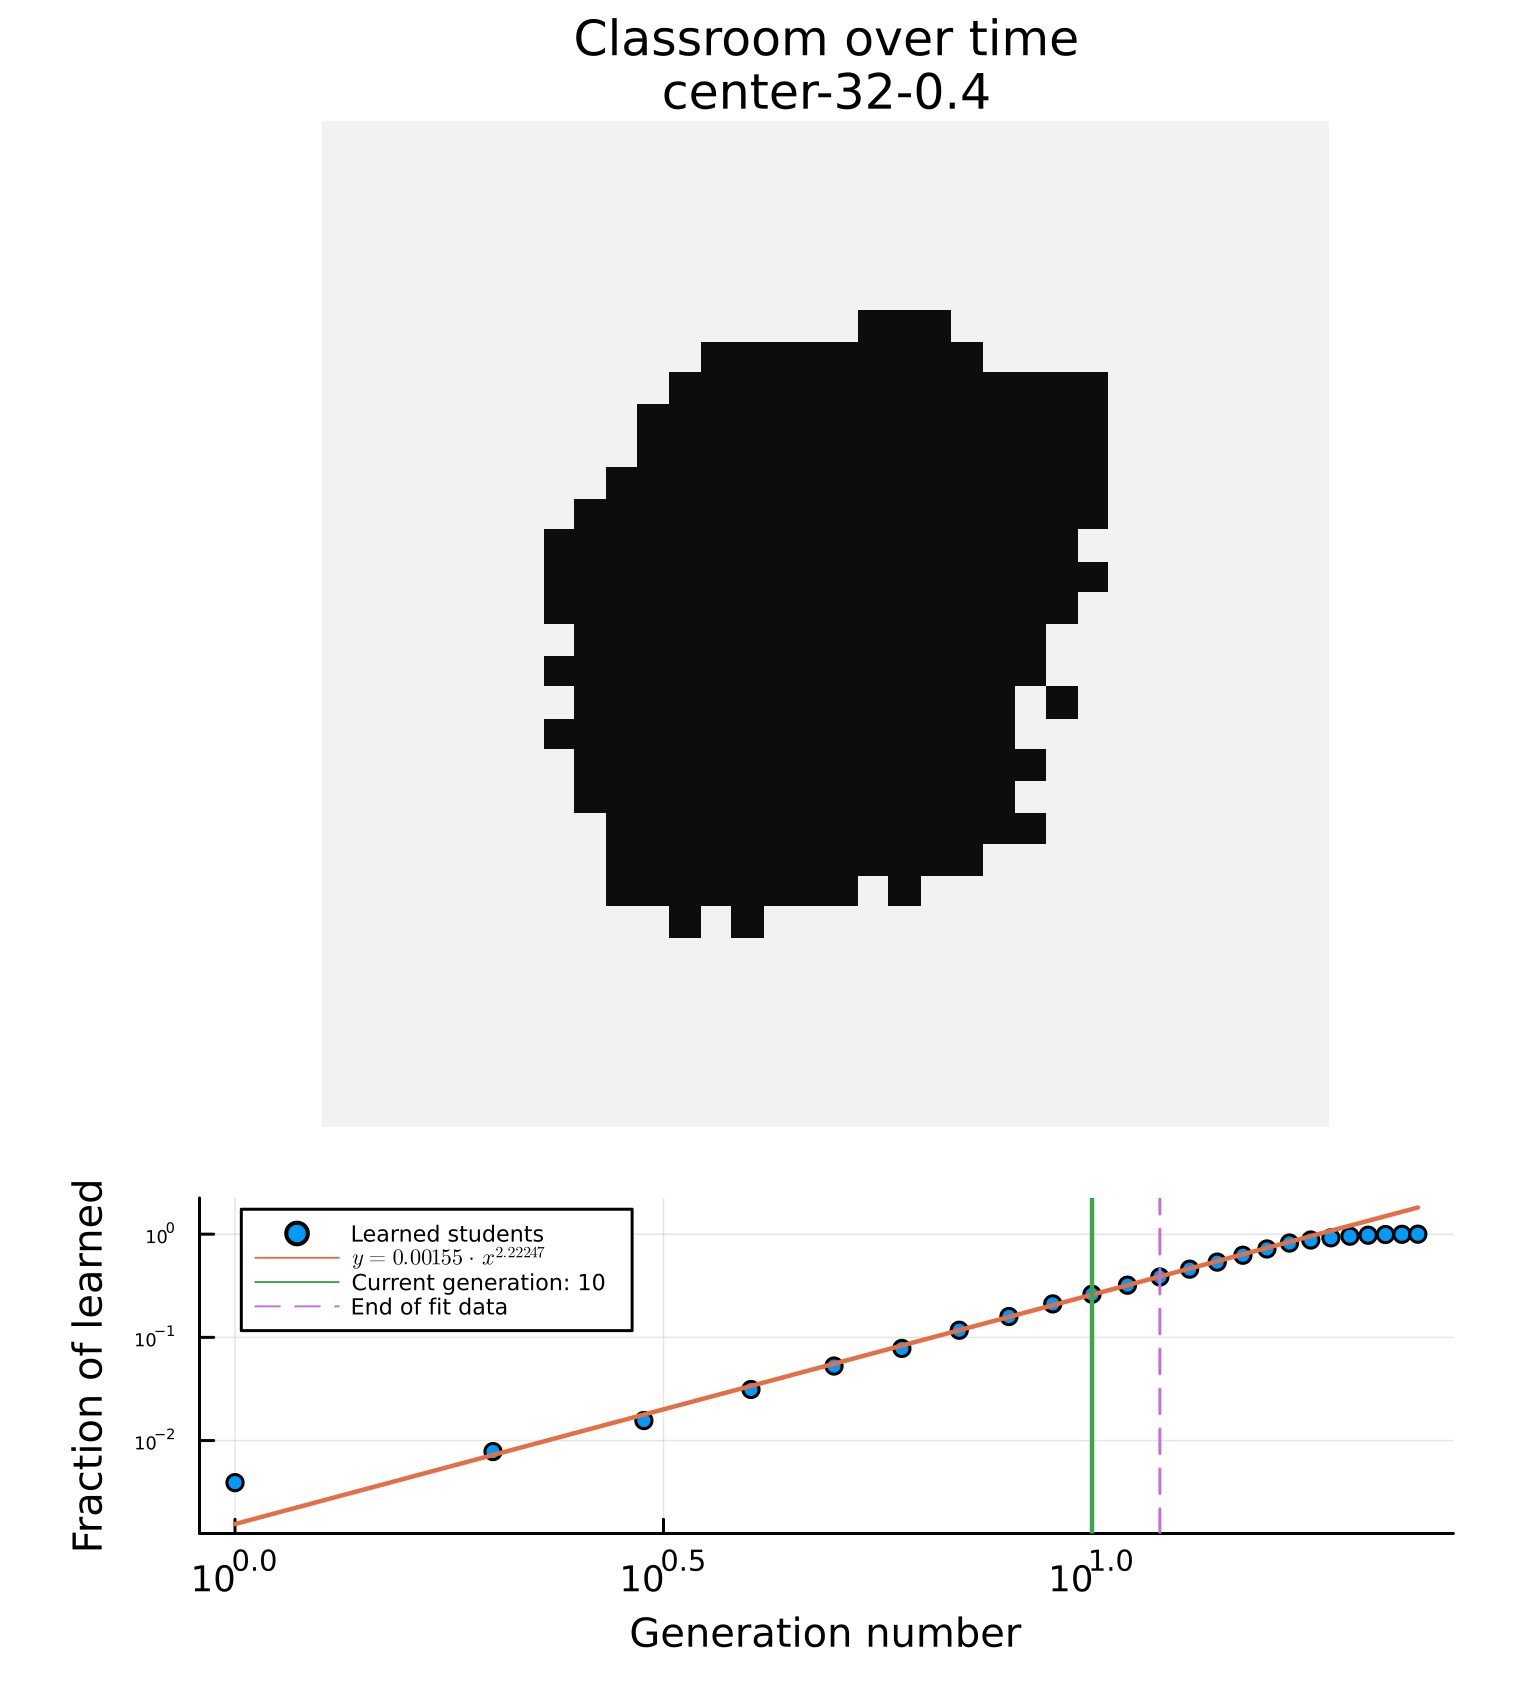 Classroom over time
center-32-0.4
Fraction of learned
10^0
10^-1
10^-2
Learned students
y = 0.00155 · x^2.22247
Current generation: 10
End of fit data
10^0.0 10^0.5 10^1.0
Generation number